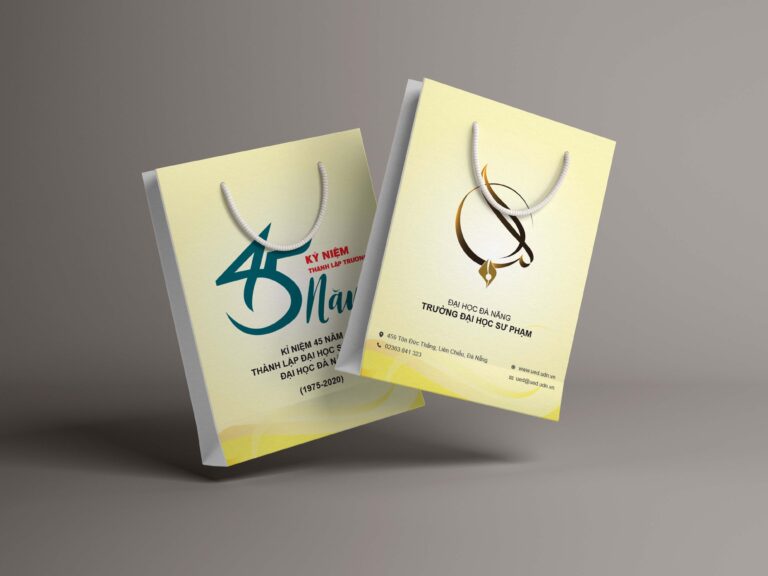 45
KỶ NIỆM
THÀNH LẬP TRƯỜNG
Năm
KỈ NIỆM 45 NĂM
THÀNH LẬP ĐẠI HỌC
ĐẠI HỌC ĐÀ
(1975-2020)
ĐẠI HỌC ĐÀ NẴNG
TRƯỜNG ĐẠI HỌC SƯ PHẠM
459 Tôn Đức Thắng, Liên Chiểu, Đà Nẵng
02363 841 323
www.ued.udn.vn
ued@ued.udn.vn